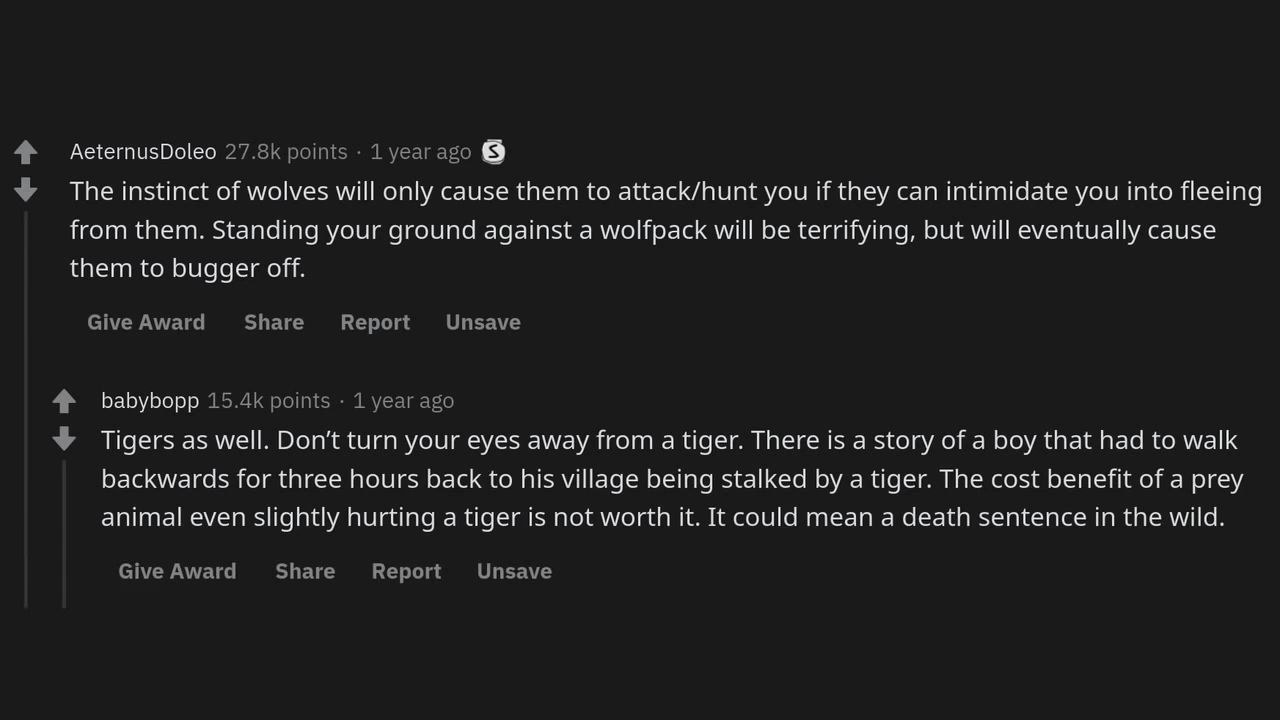 AeternusDoleo 27.8k points · 1 year ago S
The instinct of wolves will only cause them to attack/hunt you if they can intimidate you into fleeing
from them. Standing your ground against a wolfpack will be terrifying, but will eventually cause
them to bugger off.
Give Award Share Report Unsave
babybopp 15.4k points · 1 year ago
Tigers as well. Don’t turn your eyes away from a tiger. There is a story of a boy that had to walk
backwards for three hours back to his village being stalked by a tiger. The cost benefit of a prey
animal even slightly hurting a tiger is not worth it. It could mean a death sentence in the wild.
Give Award Share Report Unsave